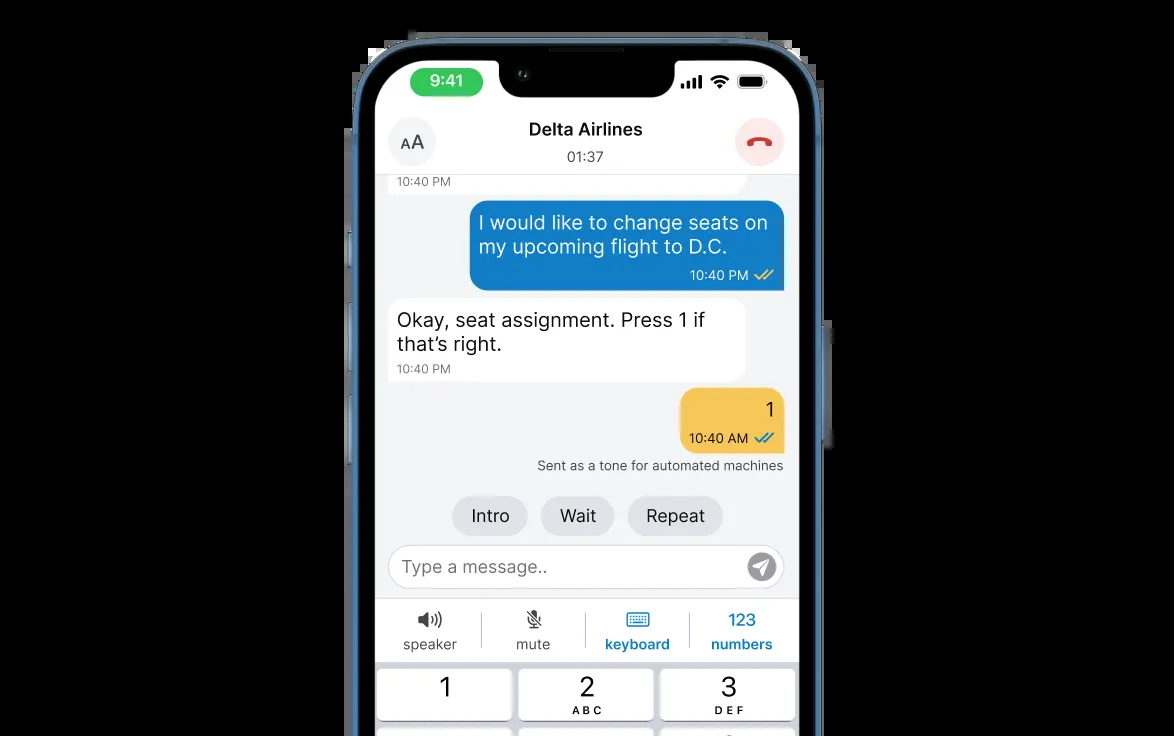 9:41
AA
Delta Airlines
01:37
10:40 PM
I would like to change seats on
my upcoming flight to D.C.
10:40 PM
Okay, seat assignment. Press 1 if
that’s right.
10:40 PM
1
10:40 AM
Sent as a tone for automated machines
Intro Wait Repeat
Type a message..
123
speaker mute keyboard numbers
1 2 3
ABC DEF